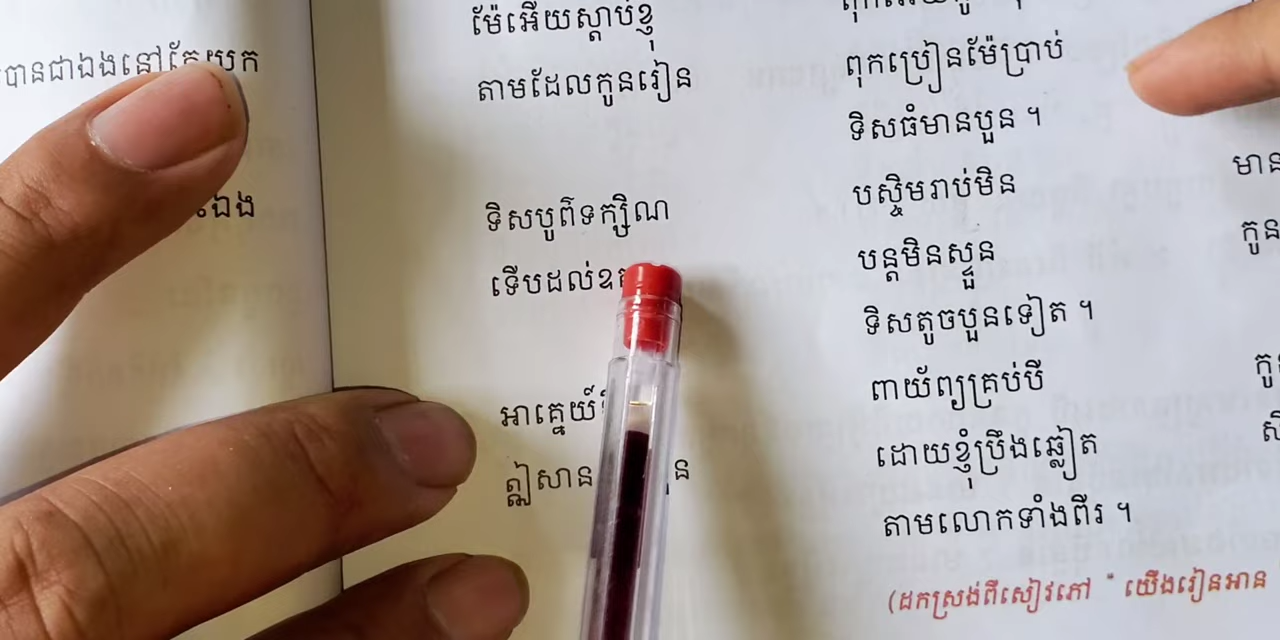 បានជាឯងនៅតែយក
ឯង
ម៉ែអើយស្ដាប់ខ្ញុំ
តាមដែលកូនរៀន
ពុកប្រៀនម៉ែប្រាប់
ទិសធំមានបួន ។
ទិសបូព៌ទក្សិណ
បស្ចិមរាប់មិន
មាន
ទើបដល់
បន្តមិនស្ទួន
កូន
ទិសតូចបួនទៀត ។
អាគ្នេយ៍
ពាយ័ព្យគ្រប់បី
ឦសាន
ដោយខ្ញុំប្រឹងឆ្លៀត
តាមលោកទាំងពីរ ។
(ដកស្រង់ពីសៀវភៅ " យើងរៀនអាន